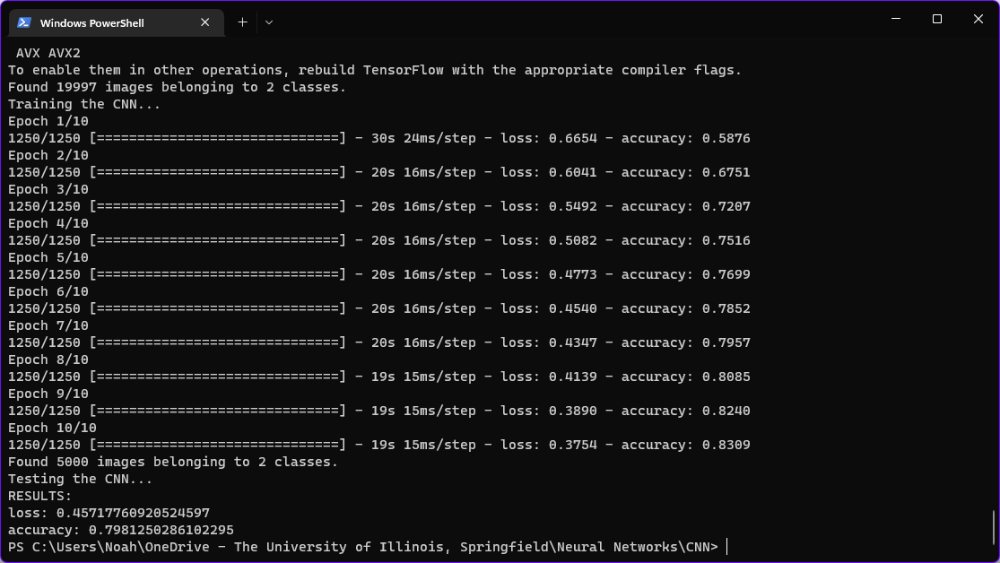 Windows PowerShell
AVX AVX2
To enable them in other operations, rebuild TensorFlow with the appropriate compiler flags.
Found 19997 images belonging to 2 classes.
Training the CNN...
Epoch 1/10
1250/1250 [==============================] - 30s 24ms/step - loss: 0.6654 - accuracy: 0.5876
Epoch 2/10
1250/1250 [==============================] - 20s 16ms/step - loss: 0.6041 - accuracy: 0.6751
Epoch 3/10
1250/1250 [==============================] - 20s 16ms/step - loss: 0.5492 - accuracy: 0.7207
Epoch 4/10
1250/1250 [==============================] - 20s 16ms/step - loss: 0.5082 - accuracy: 0.7516
Epoch 5/10
1250/1250 [==============================] - 20s 16ms/step - loss: 0.4773 - accuracy: 0.7699
Epoch 6/10
1250/1250 [==============================] - 20s 16ms/step - loss: 0.4540 - accuracy: 0.7852
Epoch 7/10
1250/1250 [==============================] - 20s 16ms/step - loss: 0.4347 - accuracy: 0.7957
Epoch 8/10
1250/1250 [==============================] - 19s 15ms/step - loss: 0.4139 - accuracy: 0.8085
Epoch 9/10
1250/1250 [==============================] - 19s 15ms/step - loss: 0.3890 - accuracy: 0.8240
Epoch 10/10
1250/1250 [==============================] - 19s 15ms/step - loss: 0.3754 - accuracy: 0.8309
Found 5000 images belonging to 2 classes.
Testing the CNN...
RESULTS:
loss: 0.45717760920524597
accuracy: 0.7981250286102295
PS C:\Users\Noah\OneDrive - The University of Illinois, Springfield\Neural Networks\CNN>